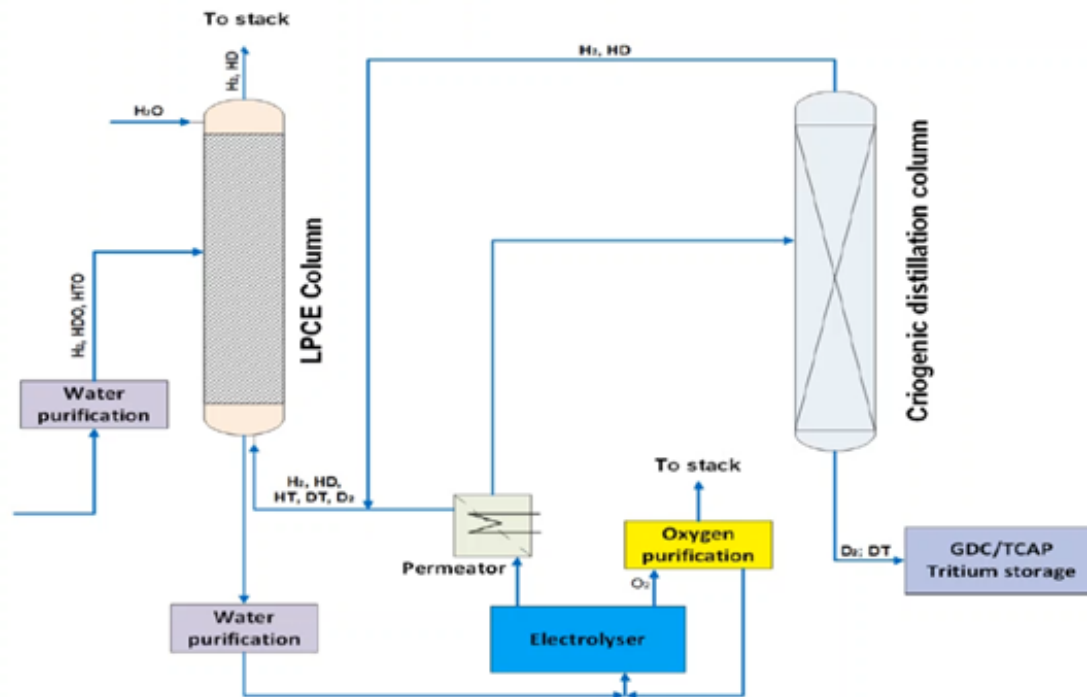 To stack
H₂, HD
H₂, HD
H₂O
LPCE Column
Criogenic distillation column
H₂, HDO, HTO
Water
purification
H₂, HD,
HT, DT, D₂
To stack
Permeator
Oxygen
purification
O₂
D₂; DT
GDC/TCAP
Tritium storage
Water
purification
Electrolyser